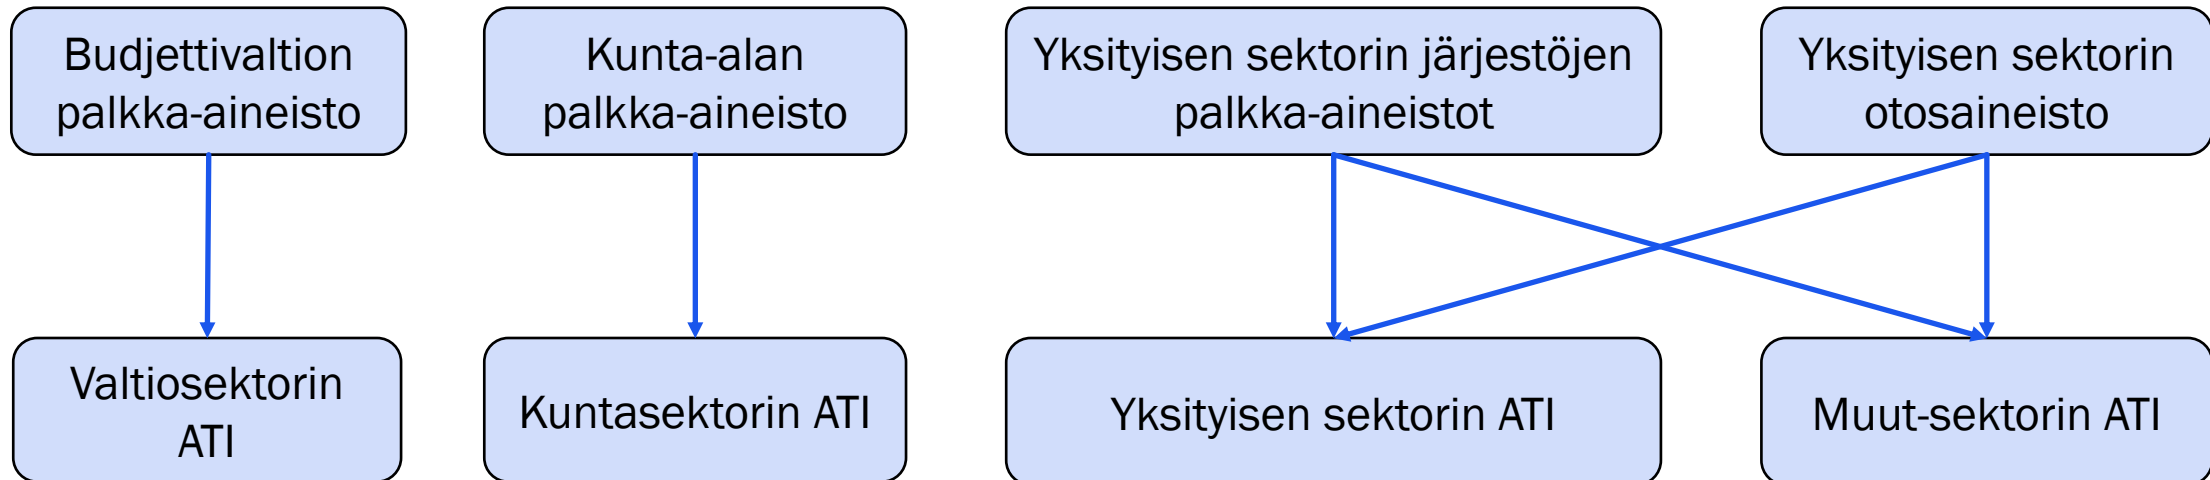 Budjettivaltion
palkka-aineisto
Kunta-alan
palkka-aineisto
Yksityisen sektorin järjestöjen
palkka-aineistot
Yksityisen sektorin
otosaineisto
Valtiosektorin
ATI
Kuntasektorin ATI
Yksityisen sektorin ATI
Muut-sektorin ATI